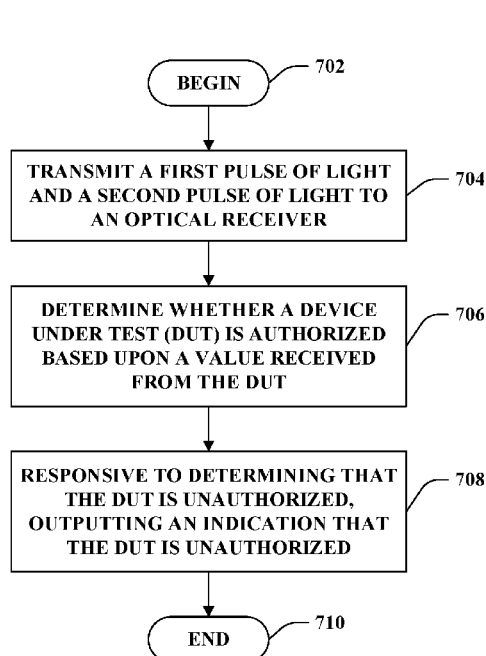 BEGIN
702
TRANSMIT A FIRST PULSE OF LIGHT
AND A SECOND PULSE OF LIGHT TO
AN OPTICAL RECEIVER
704
DETERMINE WHETHER A DEVICE
UNDER TEST (DUT) IS AUTHORIZED
BASED UPON A VALUE RECEIVED
FROM THE DUT
706
RESPONSIVE TO DETERMINING THAT
THE DUT IS UNAUTHORIZED,
OUTPUTTING AN INDICATION THAT
THE DUT IS UNAUTHORIZED
708
END
710